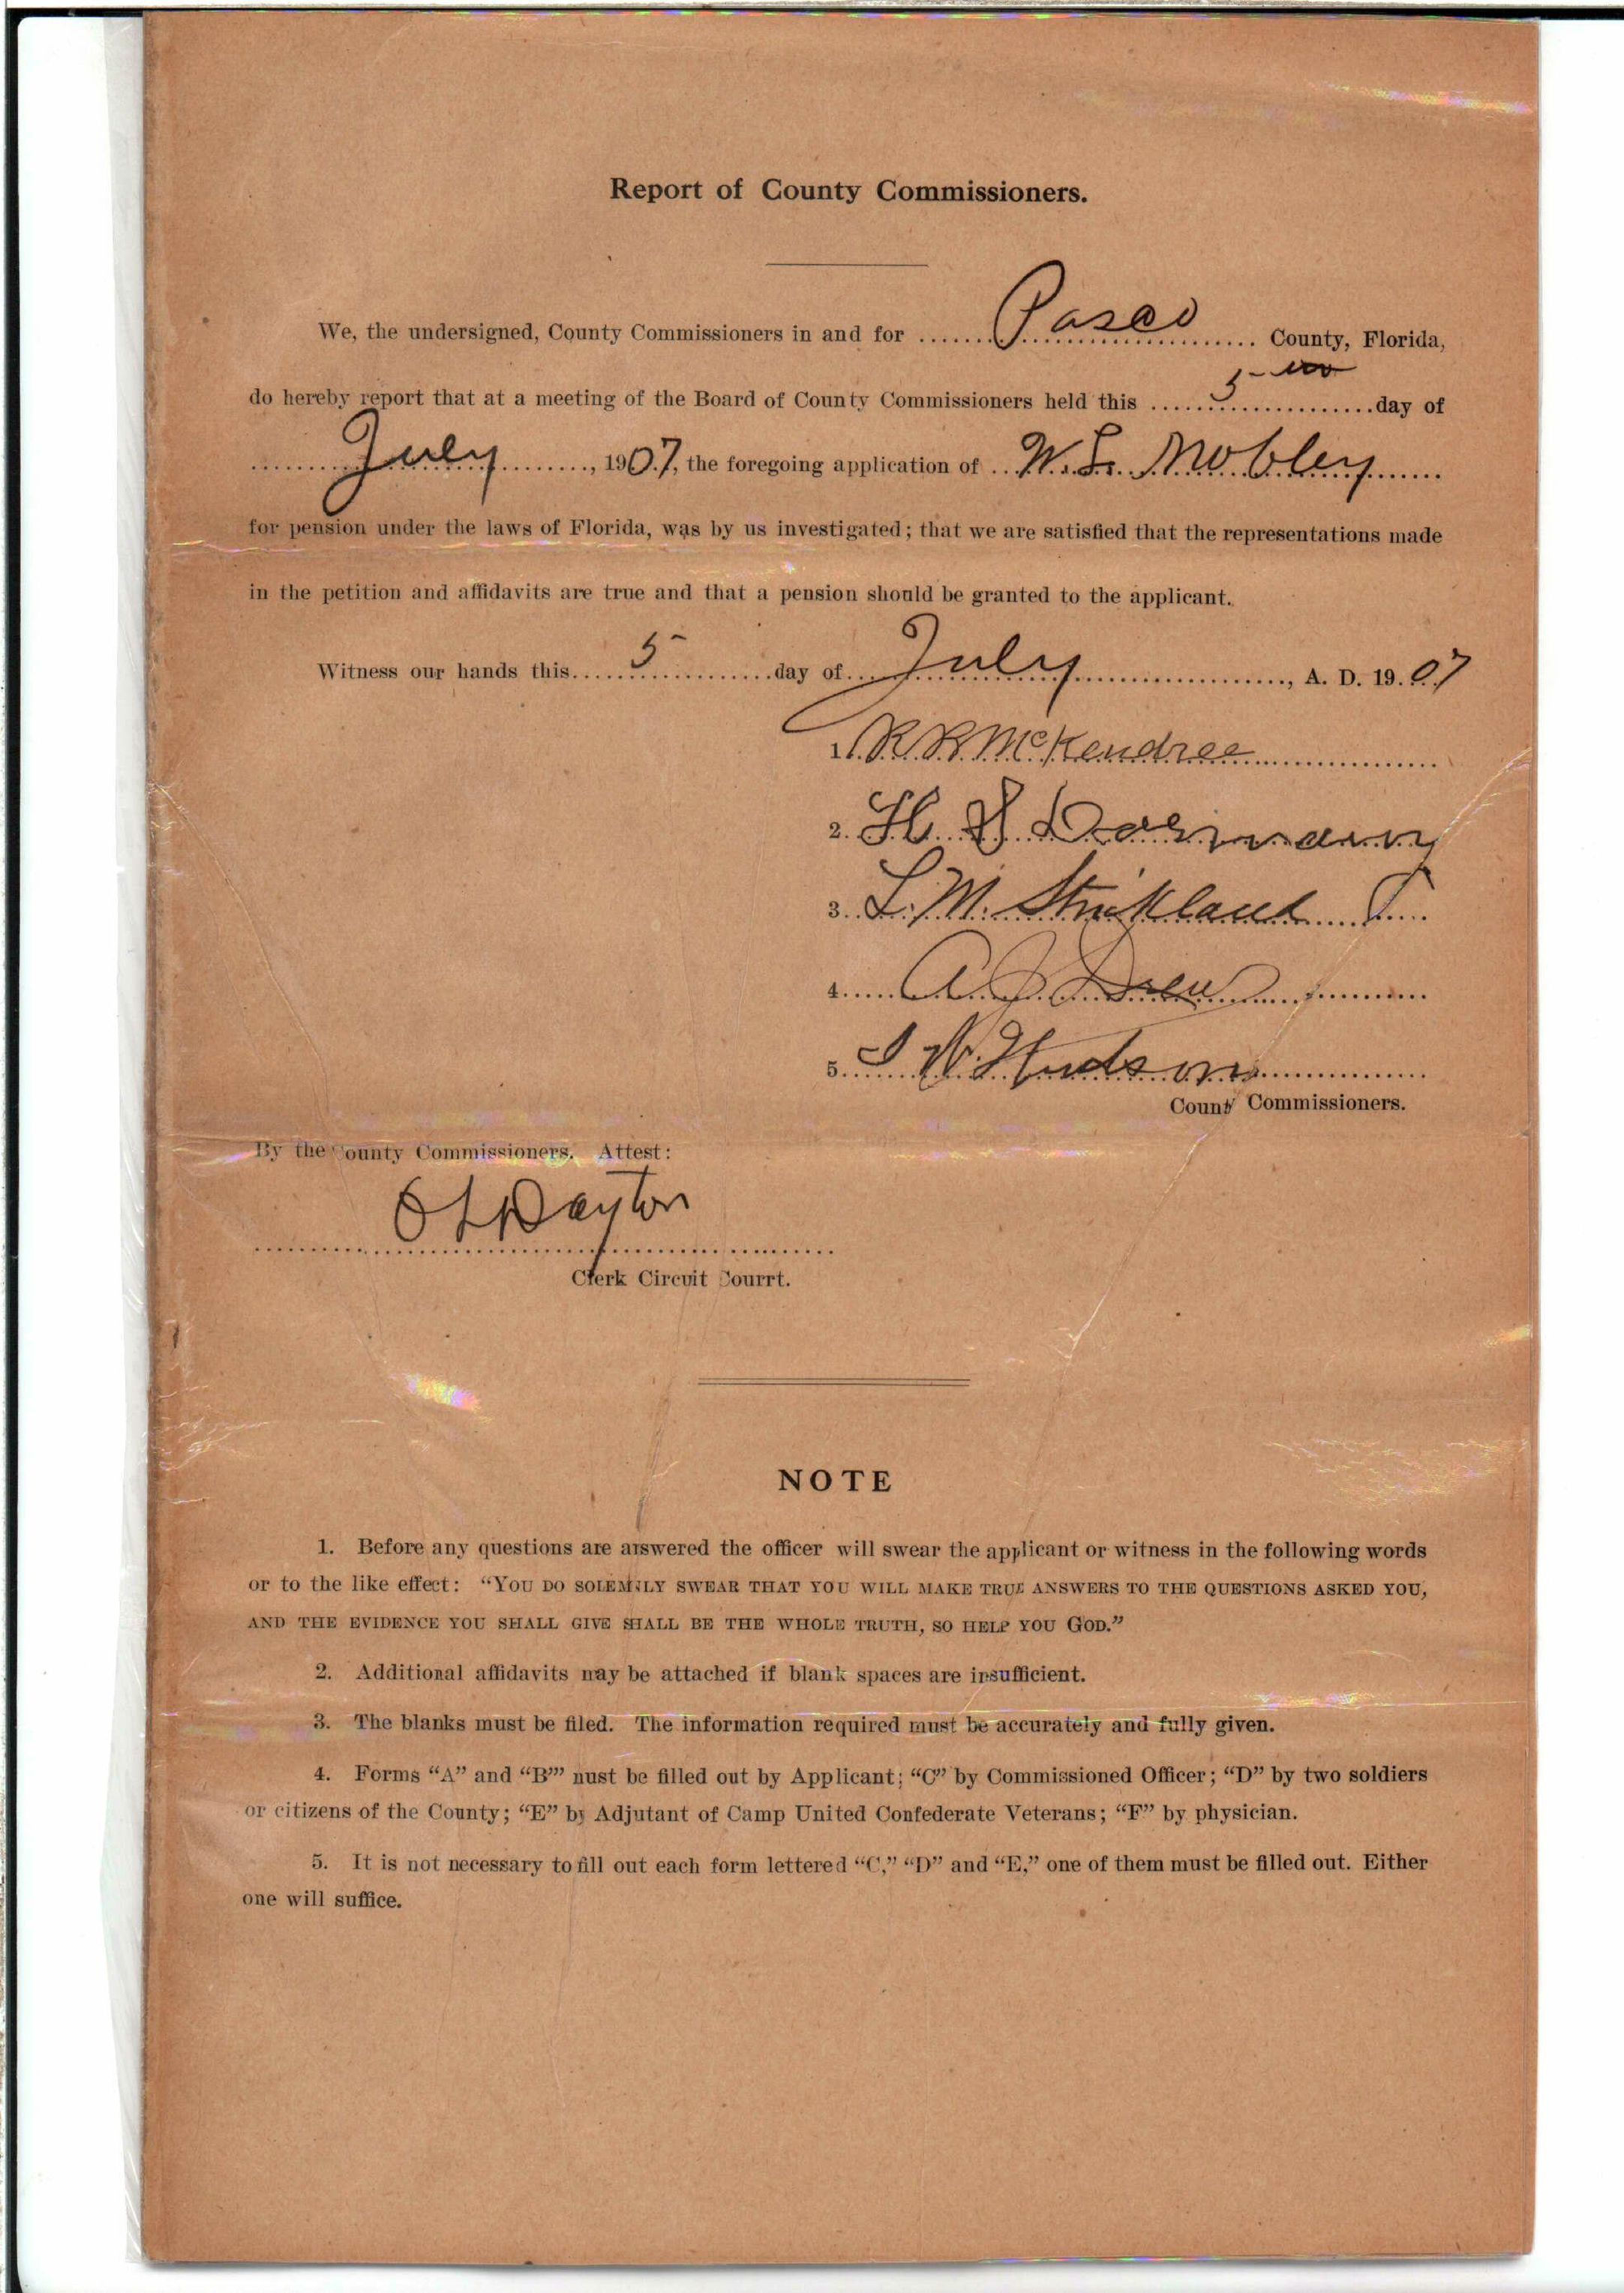 Report of County Commissioners.
We, the undersigned, County Commissioners in and for ....... Pasco ....... County, Florida,
do hereby report that at a meeting of the Board of County Commissioners held this ..... 5 ..... day of
....... July ......., 1907, the foregoing application of .. W. L. Mobley .......
for pension under the laws of Florida, was by us investigated; that we are satisfied that the representations made
in the petition and affidavits are true and that a pension should be granted to the applicant.
Witness our hands this..... 5 .....day of... July ......., A. D. 19.07
1. R R McKendree
2. H. S. Dormany
3. L. M. Strickland
4. A J Drew
5. I W. Hudson
County Commissioners.
By the County Commissioners. Attest:
O L Dayton
Clerk Circuit Courrt.
NOTE
1. Before any questions are answered the officer will swear the applicant or witness in the following words
or to the like effect: “YOU DO SOLEMNLY SWEAR THAT YOU WILL MAKE TRUE ANSWERS TO THE QUESTIONS ASKED YOU,
AND THE EVIDENCE YOU SHALL GIVE SHALL BE THE WHOLE TRUTH, SO HELP YOU GOD.”
2. Additional affidavits may be attached if blank spaces are insufficient.
3. The blanks must be filed. The information required must be accurately and fully given.
4. Forms “A” and “B”’ must be filled out by Applicant; “C” by Commissioned Officer; “D” by two soldiers
or citizens of the County; “E” by Adjutant of Camp United Confederate Veterans; “F” by physician.
5. It is not necessary to fill out each form lettered “C,” “D” and “E,” one of them must be filled out. Either
one will suffice.